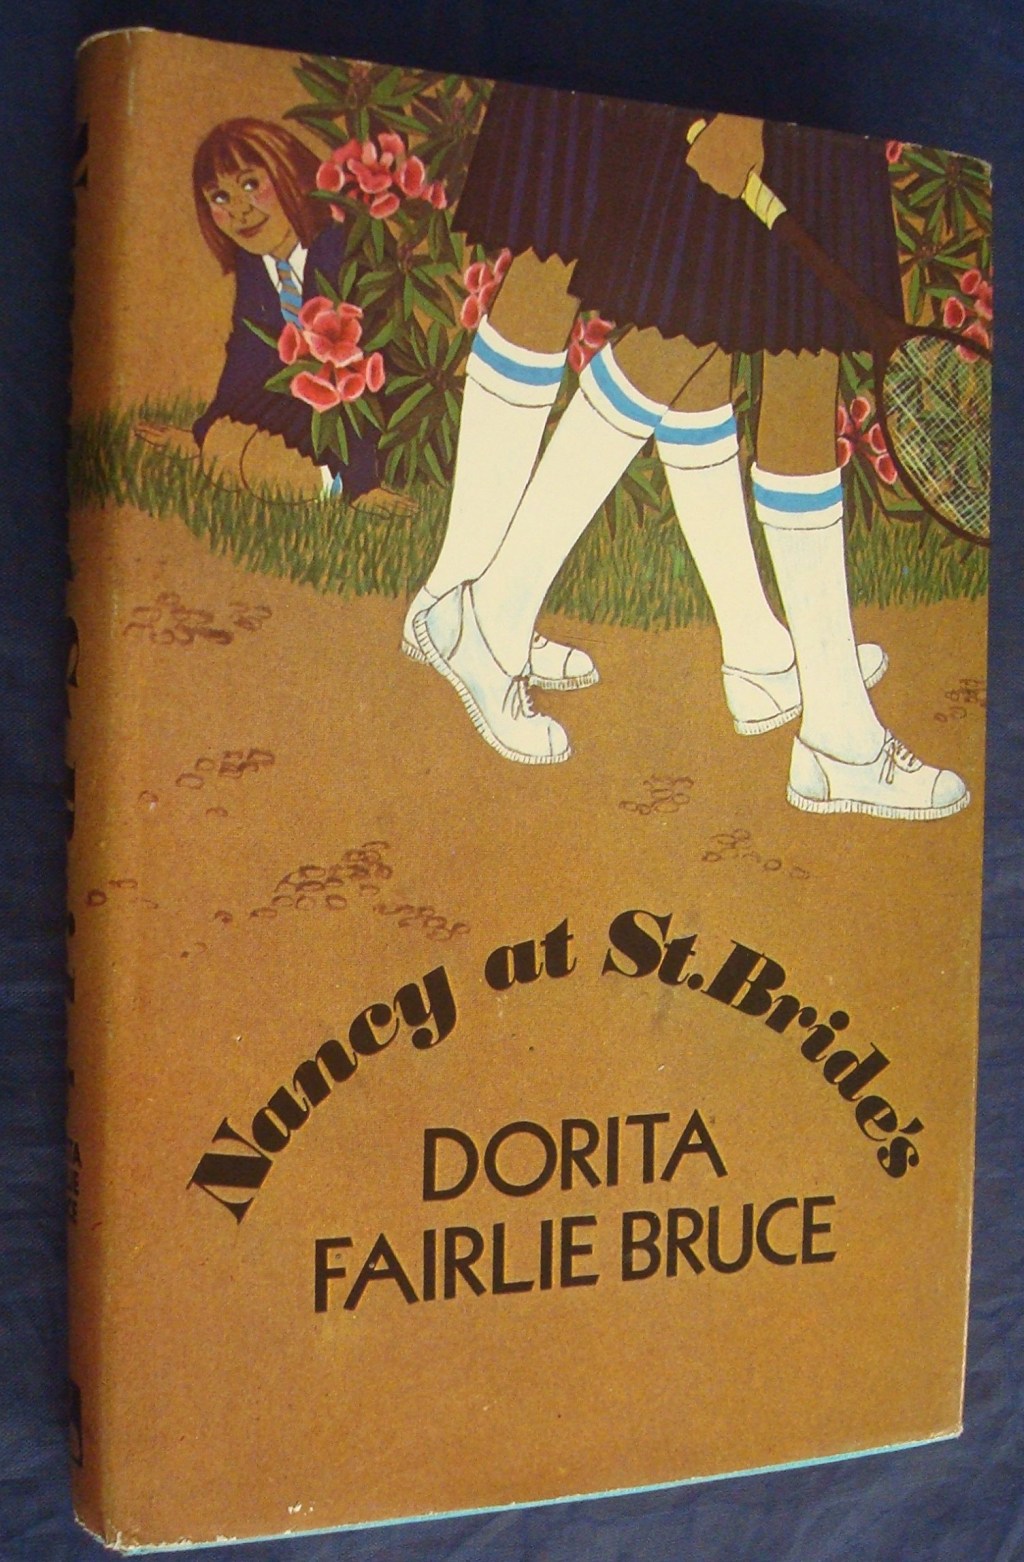 Nancy at St. Bride's
DORITA
FAIRLIE BRUCE